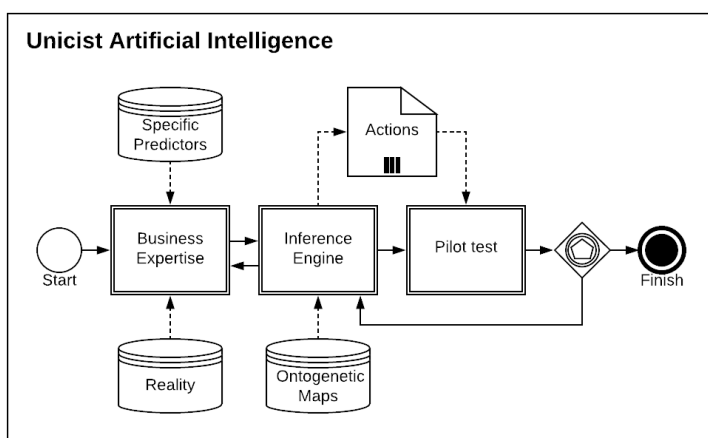 Unicist Artificial Intelligence
Specific
Predictors
Actions
Business
Expertise
Inference
Engine
Pilot test
Start
Finish
Reality
Ontogenetic
Maps